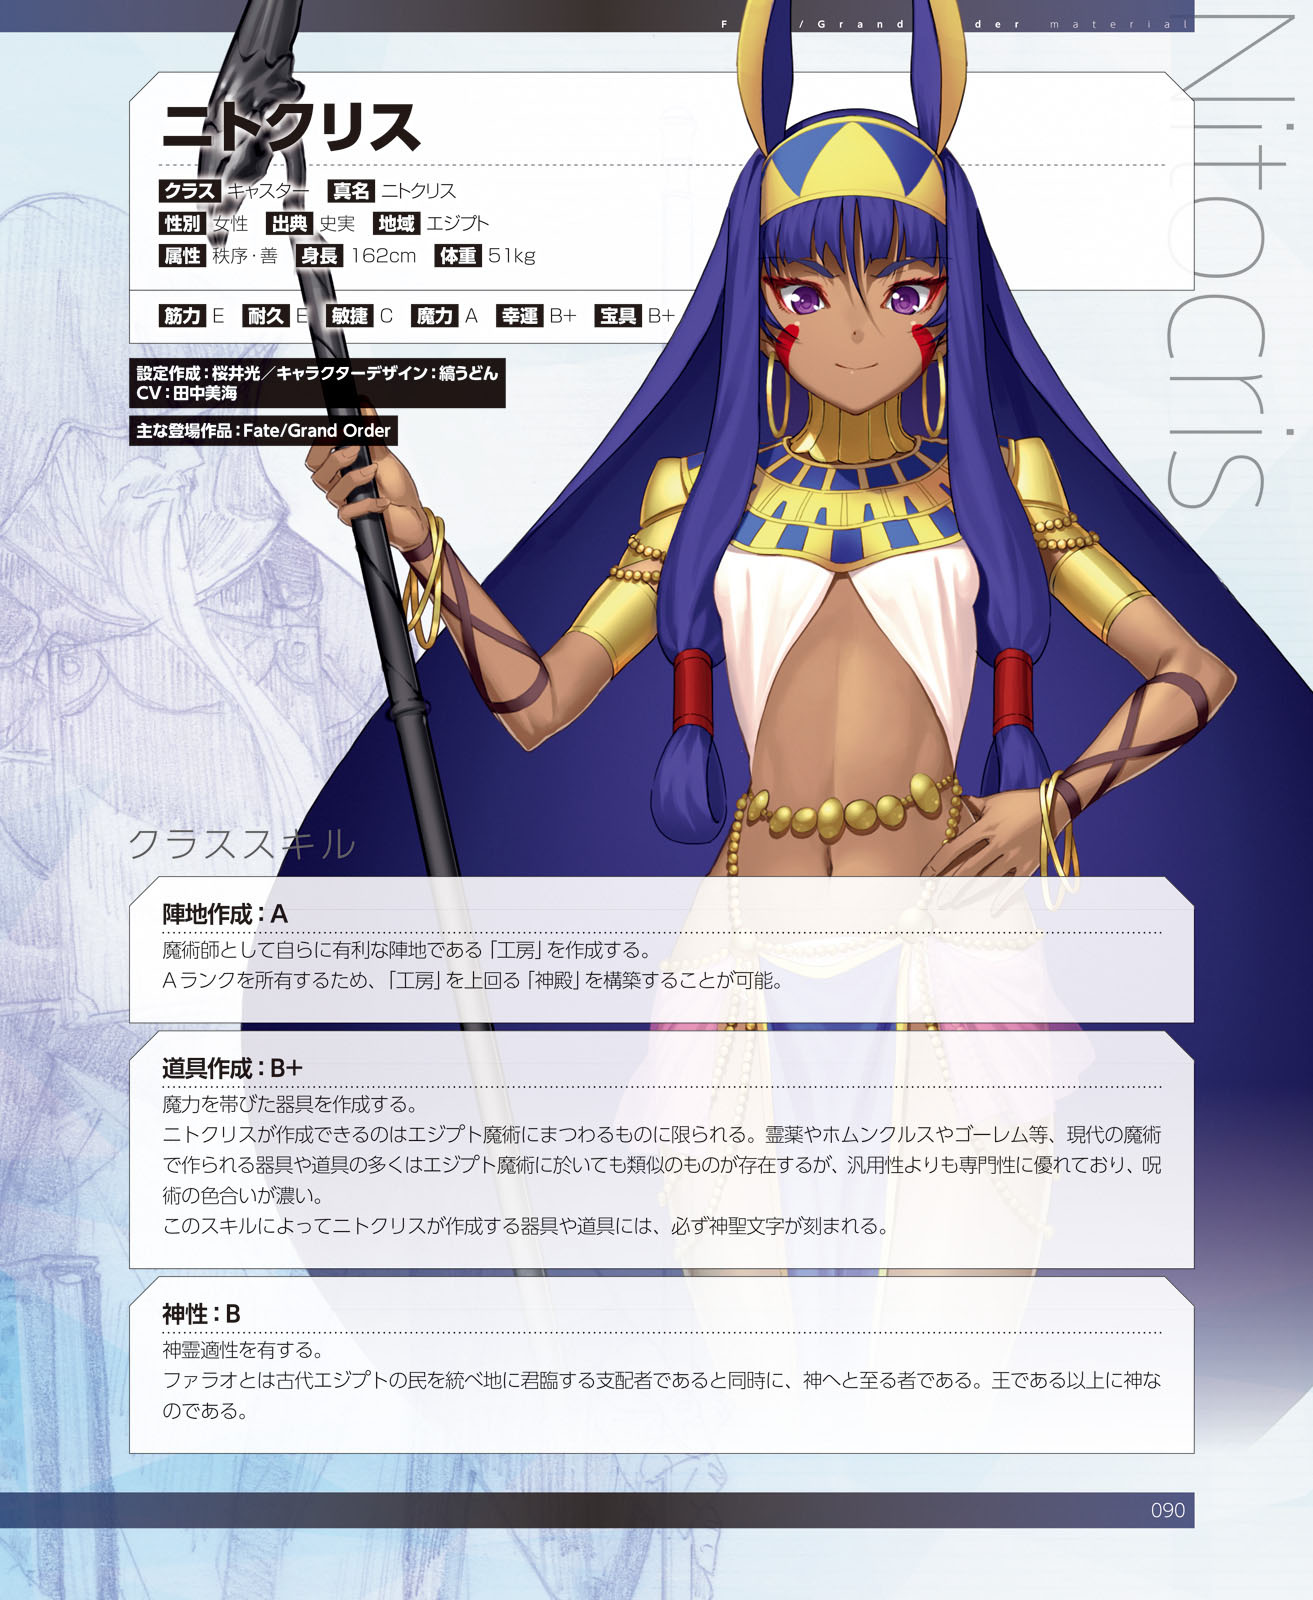 F /Grand der material
Nitocris
ニトクリス
クラス キャスター 真名 ニトクリス
性別 女性 出典 史実 地域 エジプト
属性 秩序・善 身長 162cm 体重 51kg
筋力 E 耐久 E 敏捷 C 魔力 A 幸運 B+ 宝具 B+
設定作成：桜井光／キャラクターデザイン：縞うどん
CV：田中美海
主な登場作品：Fate/Grand Order
クラススキル
陣地作成：A
魔術師として自らに有利な陣地である「工房」を作成する。
Aランクを所有するため、「工房」を上回る「神殿」を構築することが可能。
道具作成：B+
魔力を帯びた器具を作成する。
ニトクリスが作成できるのはエジプト魔術にまつわるものに限られる。霊薬やホムンクルスやゴーレム等、現代の魔術
で作られる器具や道具の多くはエジプト魔術に於いても類似のものが存在するが、汎用性よりも専門性に優れており、呪
術の色合いが濃い。
このスキルによってニトクリスが作成する器具や道具には、必ず神聖文字が刻まれる。
神性：B
神霊適性を有する。
ファラオとは古代エジプトの民を統べ地に君臨する支配者であると同時に、神へと至る者である。王である以上に神な
のである。
090